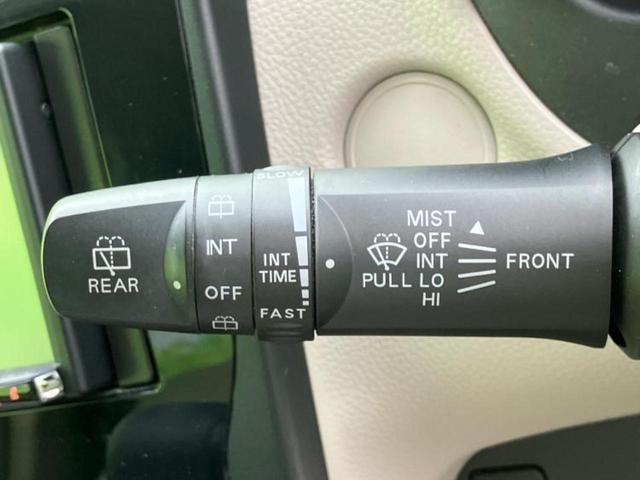 REAR
INT
OFF
SLOW
INT
TIME
FAST
PULL
MIST
OFF
INT
LO
HI
FRONT